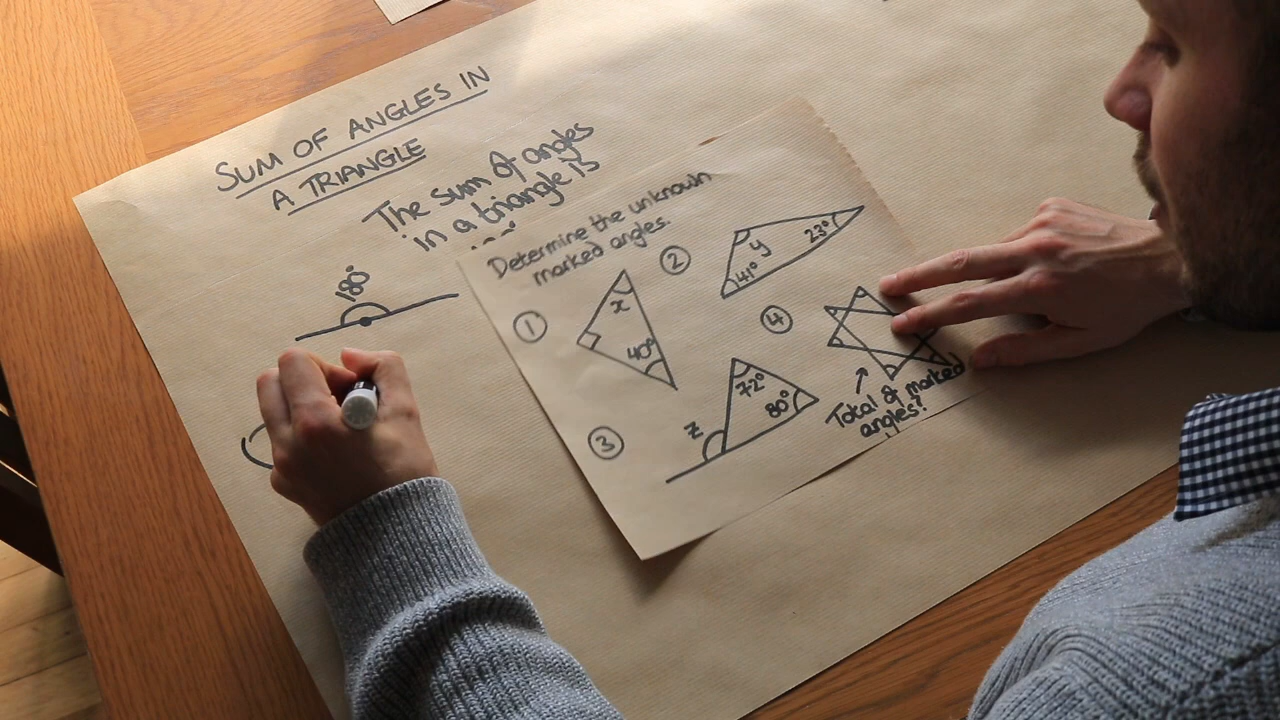 SUM OF ANGLES IN
A TRIANGLE
The sum of angles
in a triangle is
180°
Determine the unknown
marked angles.
①
x
40°
②
y
41°
23°
③
z
72°
80°
④
Total of marked
angles?